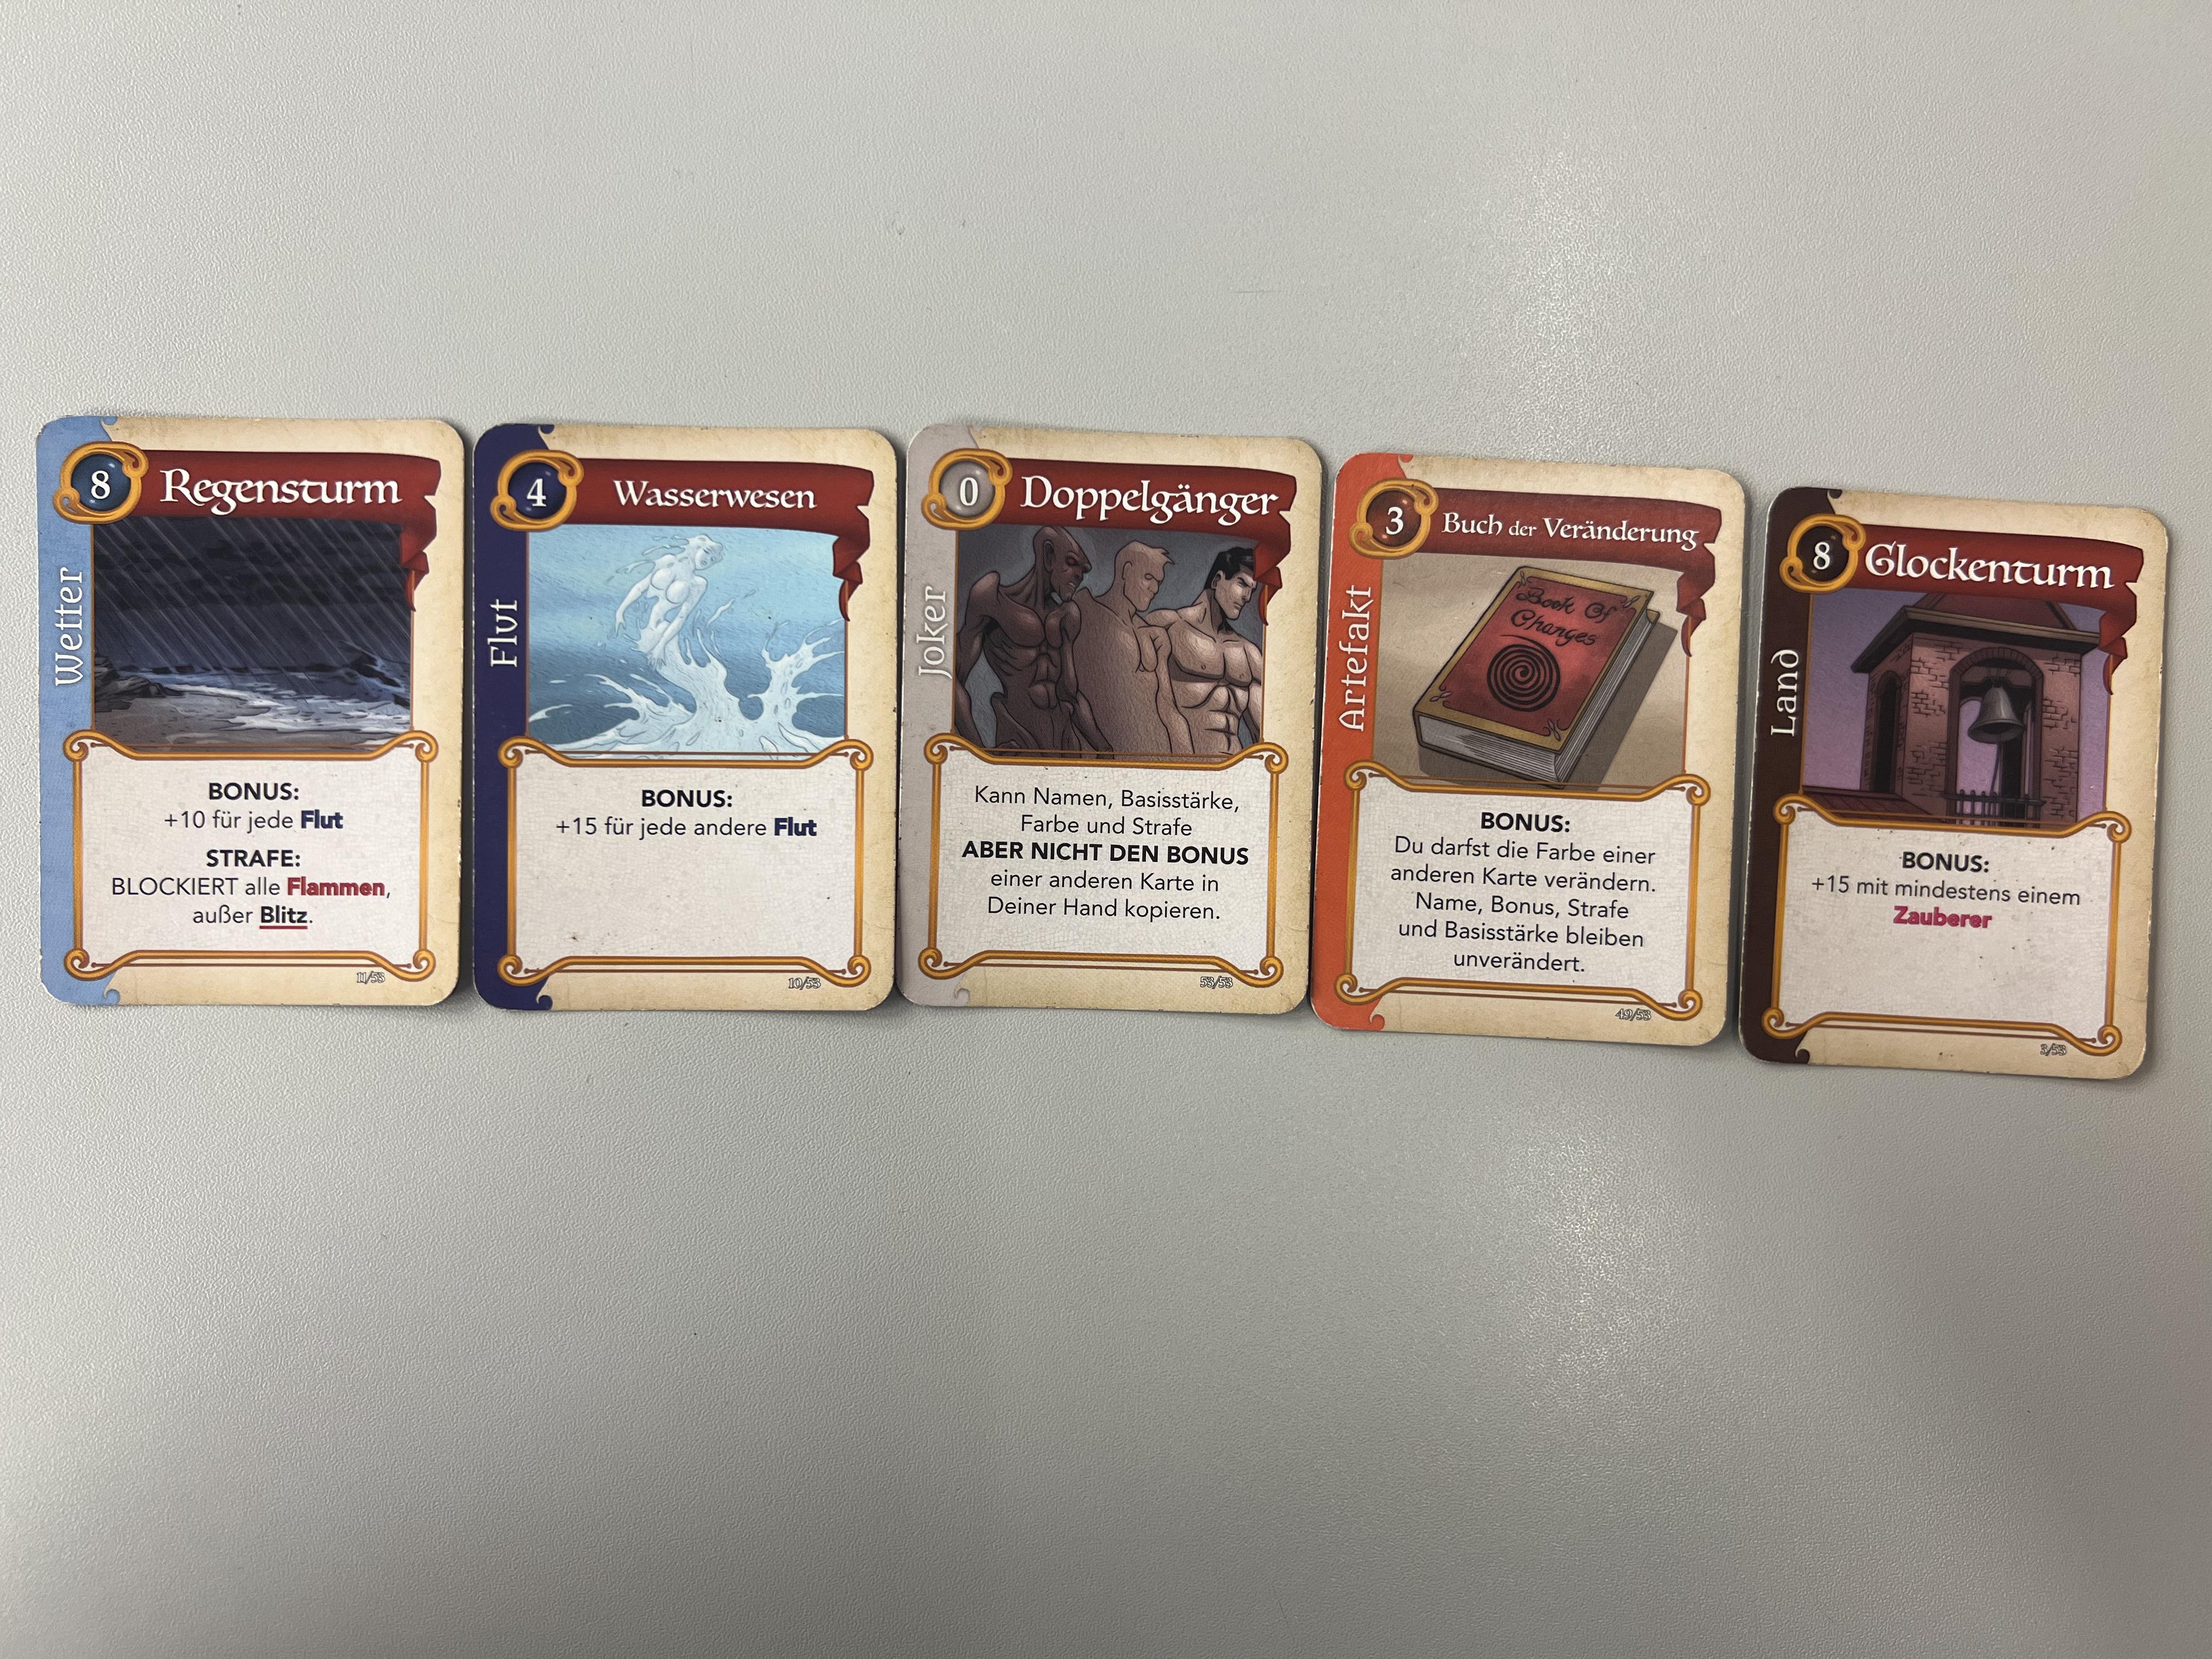 8
Regensturm
Wetter
BONUS:
+10 für jede Flut
STRAFE:
BLOCKIERT alle Flammen,
außer Blitz.
11/53
4
Wasserwesen
Flut
BONUS:
+15 für jede andere Flut
10/53
0
Doppelgänger
Joker
Kann Namen, Basisstärke,
Farbe und Strafe
ABER NICHT DEN BONUS
einer anderen Karte in
Deiner Hand kopieren.
53/53
3
Buch der Veränderung
Artefakt
Book Of
Changes
BONUS:
Du darfst die Farbe einer
anderen Karte verändern.
Name, Bonus, Strafe
und Basisstärke bleiben
unverändert.
49/53
8
Glockenturm
Land
BONUS:
+15 mit mindestens einem
Zauberer
3/53